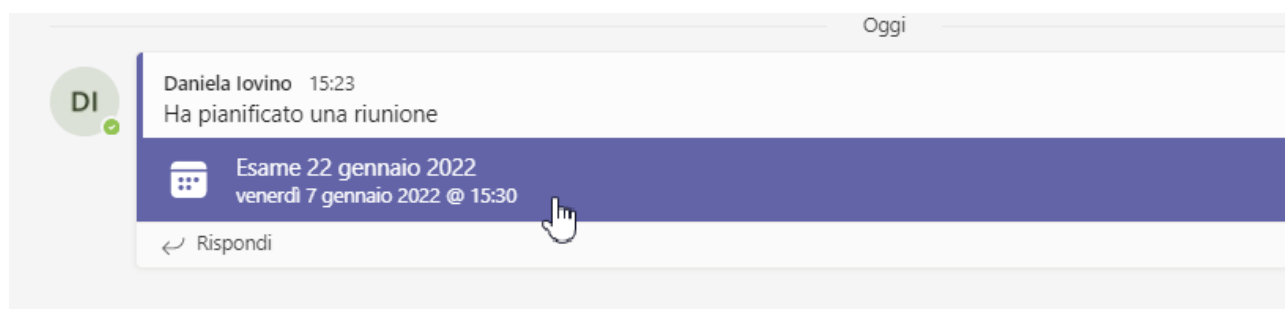 Oggi
DI
Daniela Iovino 15:23
Ha pianificato una riunione
Esame 22 gennaio 2022
venerdì 7 gennaio 2022 @ 15:30
Rispondi